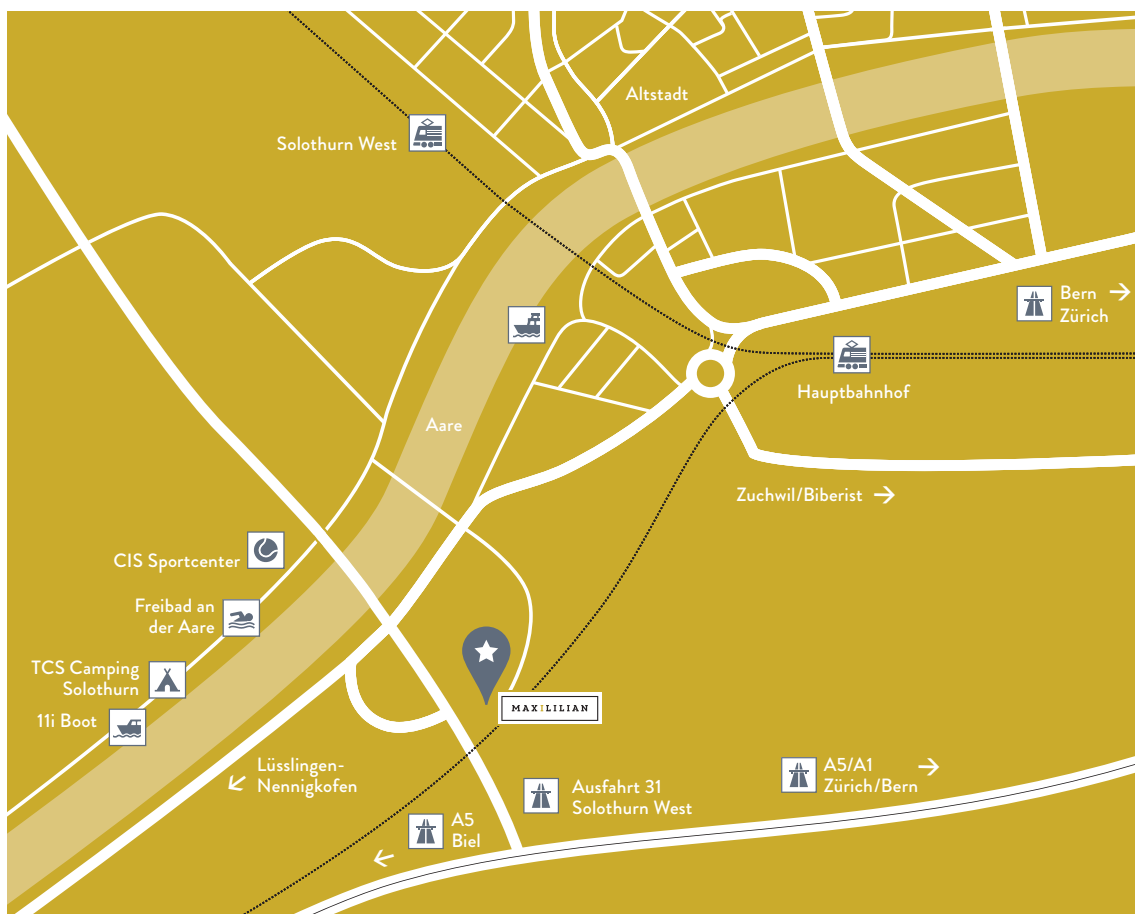 Altstadt
Solothurn West
Bern →
Zürich
Hauptbahnhof
Aare
Zuchwil/Biberist →
CIS Sportcenter
Freibad an
der Aare
TCS Camping
Solothurn
11i Boot
MAXILILIAN
Lüsslingen-
Nennigkofen
A5/A1 →
Zürich/Bern
Ausfahrt 31
Solothurn West
A5
Biel